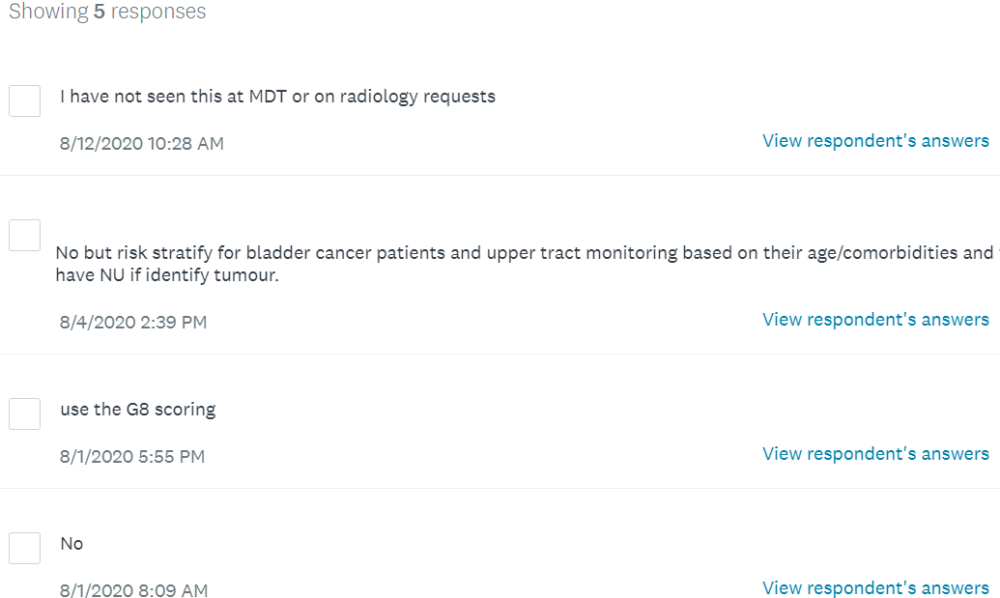 Showing 5 responses
I have not seen this at MDT or on radiology requests
8/12/2020 10:28 AM
View respondent's answers
No but risk stratify for bladder cancer patients and upper tract monitoring based on their age/comorbidities and
have NU if identify tumour.
8/4/2020 2:39 PM
View respondent's answers
use the G8 scoring
8/1/2020 5:55 PM
View respondent's answers
No
8/1/2020 8:09 AM
View respondent's answers